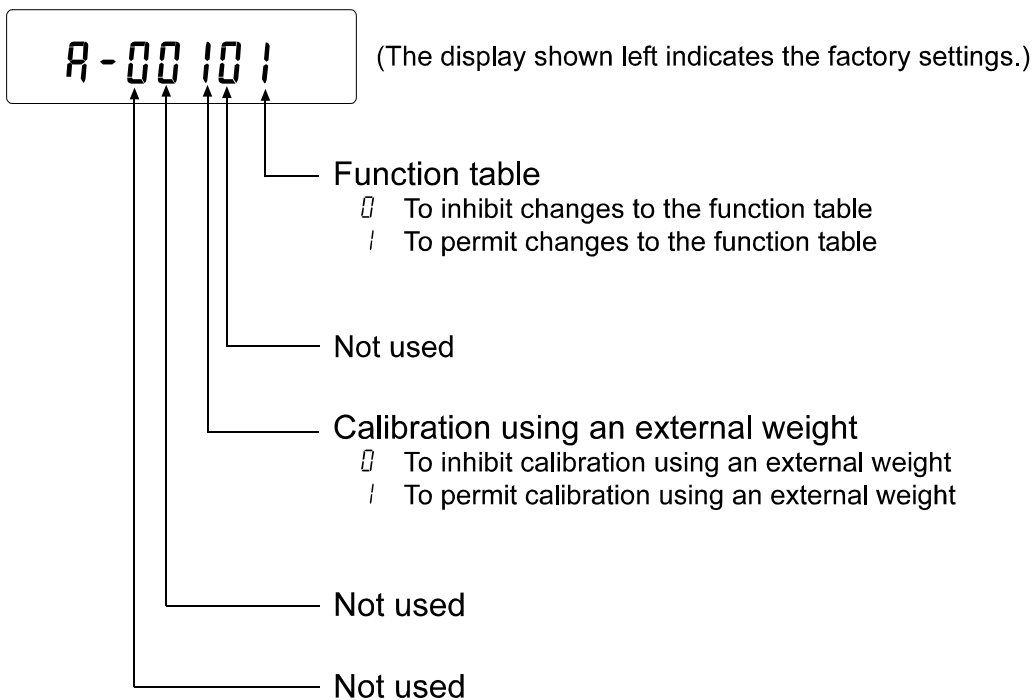 A-00101
(The display shown left indicates the factory settings.)
Function table
0 To inhibit changes to the function table
1 To permit changes to the function table
Not used
Calibration using an external weight
0 To inhibit calibration using an external weight
1 To permit calibration using an external weight
Not used
Not used